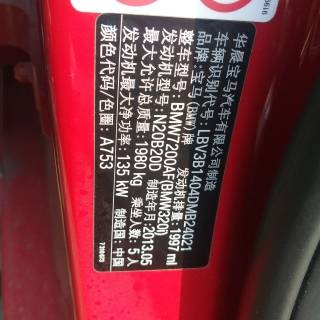 华晨宝马汽车有限公司制造
车辆识别代号：LBV3B1404DMB24021
品牌：宝马(BMW)牌
整车型号：BMW7200AF(BMW320i)
发动机型号：N20B20D 发动机排量：1997 ml
最大允许总质量：1980 kg 制造年月：2013.05
发动机最大净功率：135 kW 乘坐人数：5人
颜色代码/色圈：A753 制造国：中国